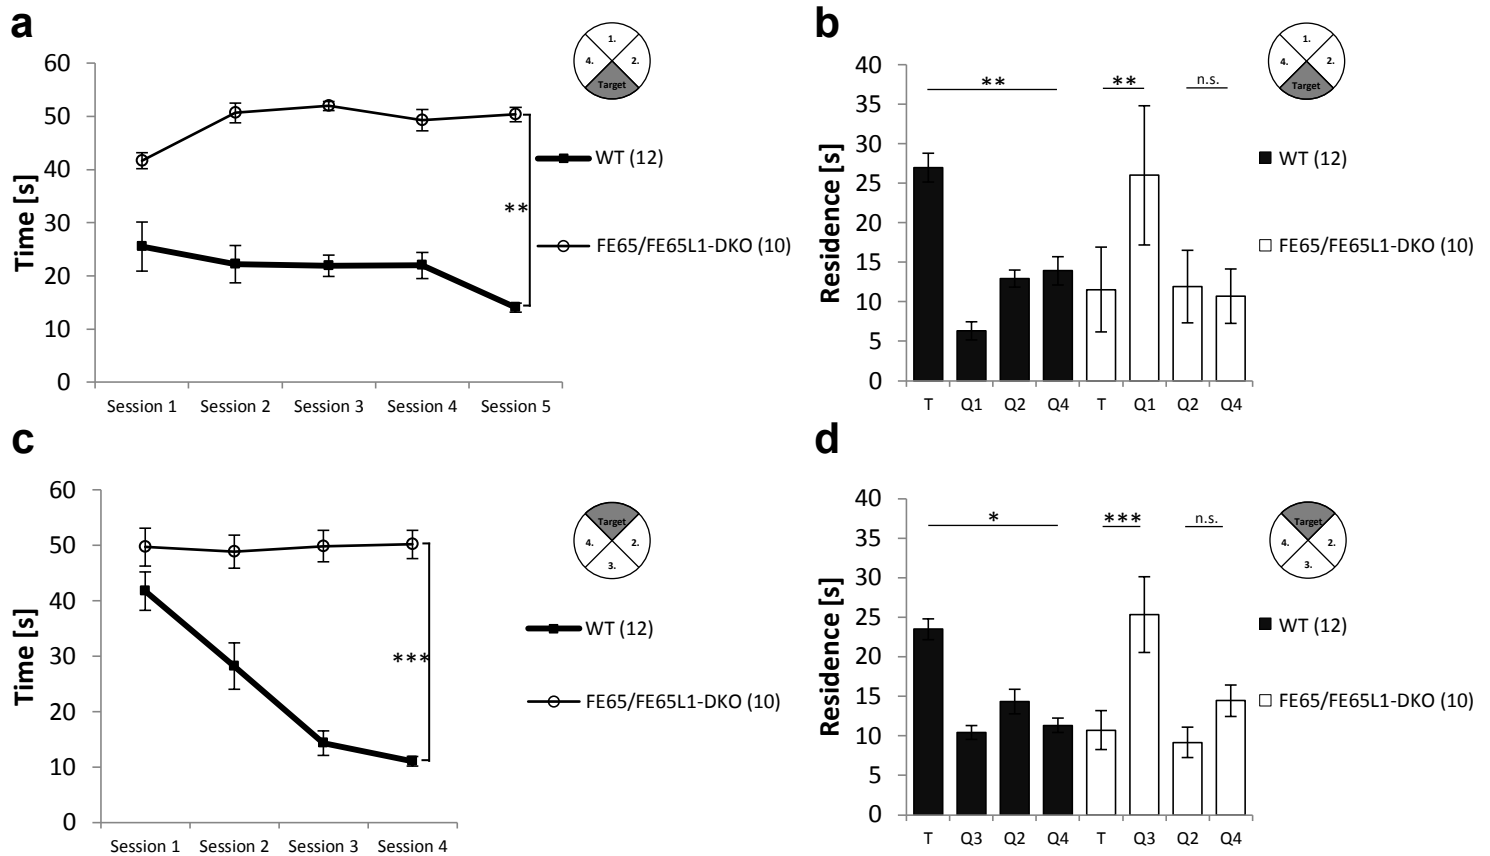 a
60
50
40
30
20
10
0
Time [s]
Session 1 Session 2 Session 3 Session 4 Session 5
1.
4. 2.
Target
WT (12)
**
FE65/FE65L1-DKO (10)
b
40
35
30
25
20
15
10
5
0
Residence [s]
** ** n.s.
T Q1 Q2 Q4 T Q1 Q2 Q4
1.
4. 2.
Target
WT (12)
FE65/FE65L1-DKO (10)
c
60
50
40
30
20
10
0
Time [s]
Session 1 Session 2 Session 3 Session 4
Target
4. 2.
3.
WT (12)
***
FE65/FE65L1-DKO (10)
d
40
35
30
25
20
15
10
5
0
Residence [s]
* *** n.s.
T Q3 Q2 Q4 T Q3 Q2 Q4
Target
4. 2.
3.
WT (12)
FE65/FE65L1-DKO (10)